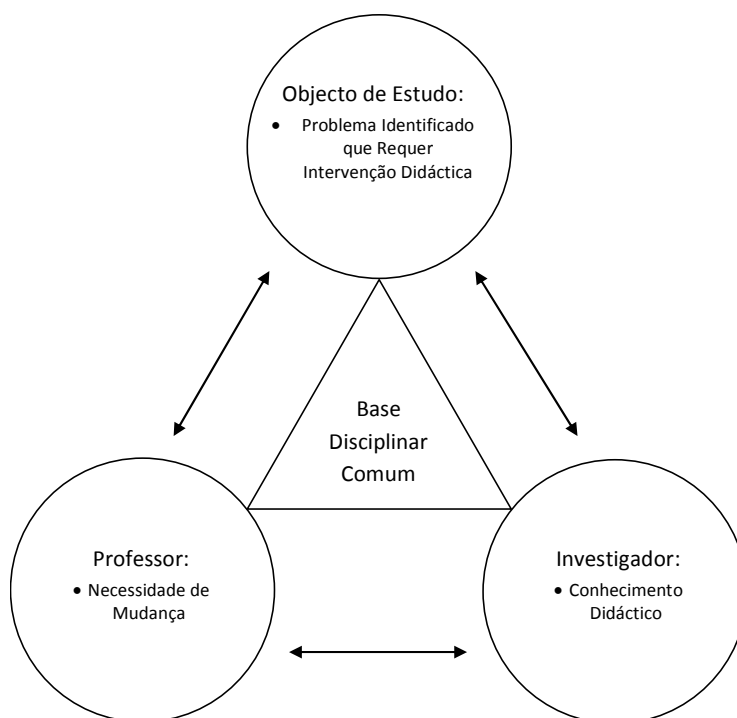 Objecto de Estudo:
• Problema Identificado
que Requer
Intervenção Didáctica
Base
Disciplinar
Comum
Professor:
• Necessidade de
Mudança
Investigador:
• Conhecimento
Didáctico